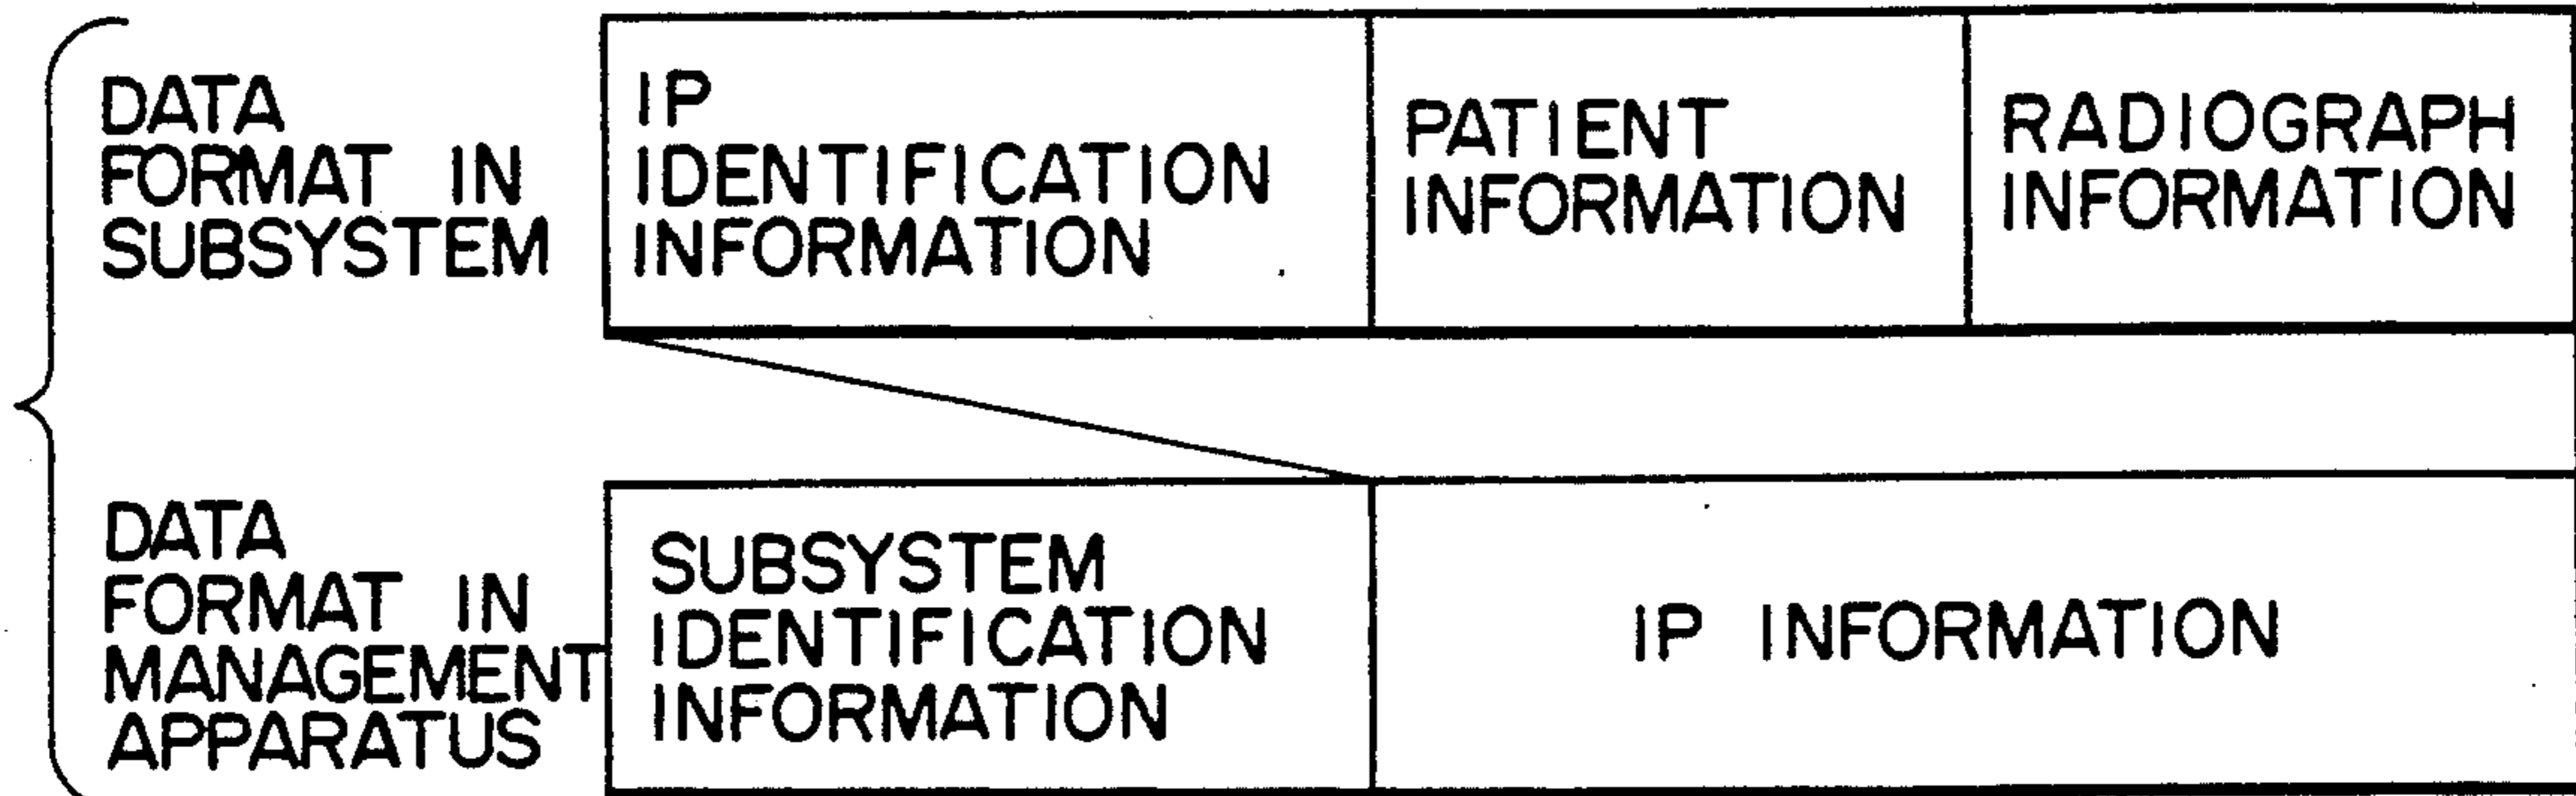 DATA
FORMAT IN
SUBSYSTEM
IP
IDENTIFICATION
INFORMATION
PATIENT
INFORMATION
RADIOGRAPH
INFORMATION
DATA
FORMAT IN
MANAGEMENT
APPARATUS
SUBSYSTEM
IDENTIFICATION
INFORMATION
IP INFORMATION